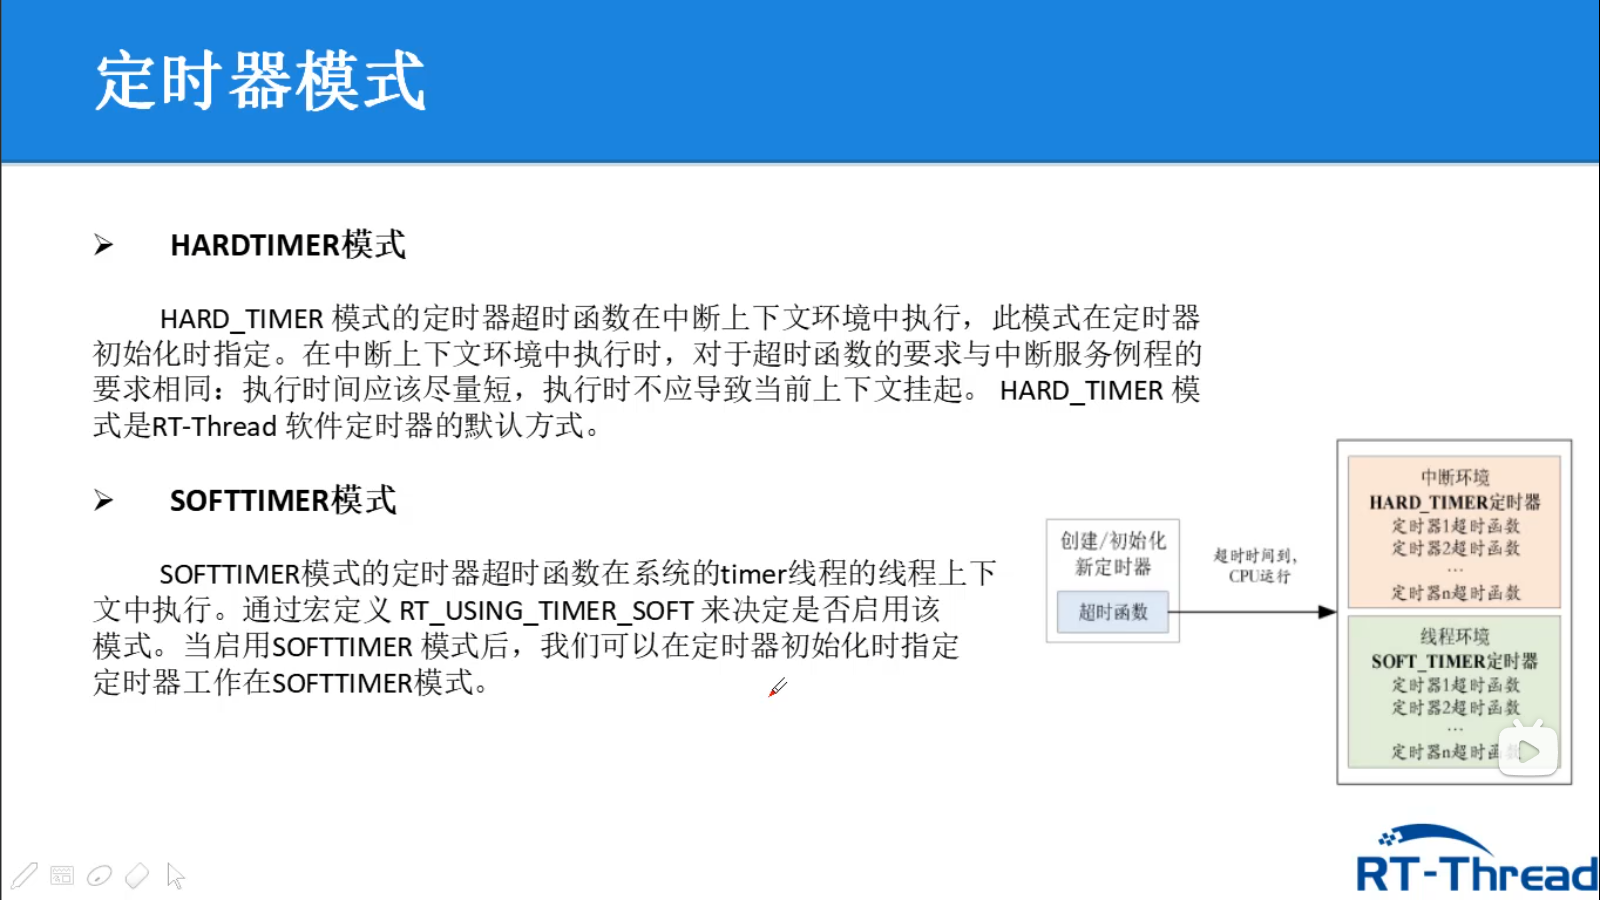 定时器模式
HARDTIMER模式
HARD_TIMER 模式的定时器超时函数在中断上下文环境中执行，此模式在定时器
初始化时指定。在中断上下文环境中执行时，对于超时函数的要求与中断服务例程的
要求相同：执行时间应该尽量短，执行时不应导致当前上下文挂起。 HARD_TIMER 模
式是RT-Thread 软件定时器的默认方式。
SOFTTIMER模式
SOFTTIMER模式的定时器超时函数在系统的timer线程的线程上下
文中执行。通过宏定义 RT_USING_TIMER_SOFT 来决定是否启用该
模式。当启用SOFTTIMER 模式后，我们可以在定时器初始化时指定
定时器工作在SOFTTIMER模式。
创建/初始化
新定时器
超时函数
超时时间到，
CPU运行
中断环境
HARD_TIMER定时器
定时器1超时函数
定时器2超时函数
...
定时器n超时函数
线程环境
SOFT_TIMER定时器
定时器1超时函数
定时器2超时函数
...
定时器n超时函数
RT-Thread